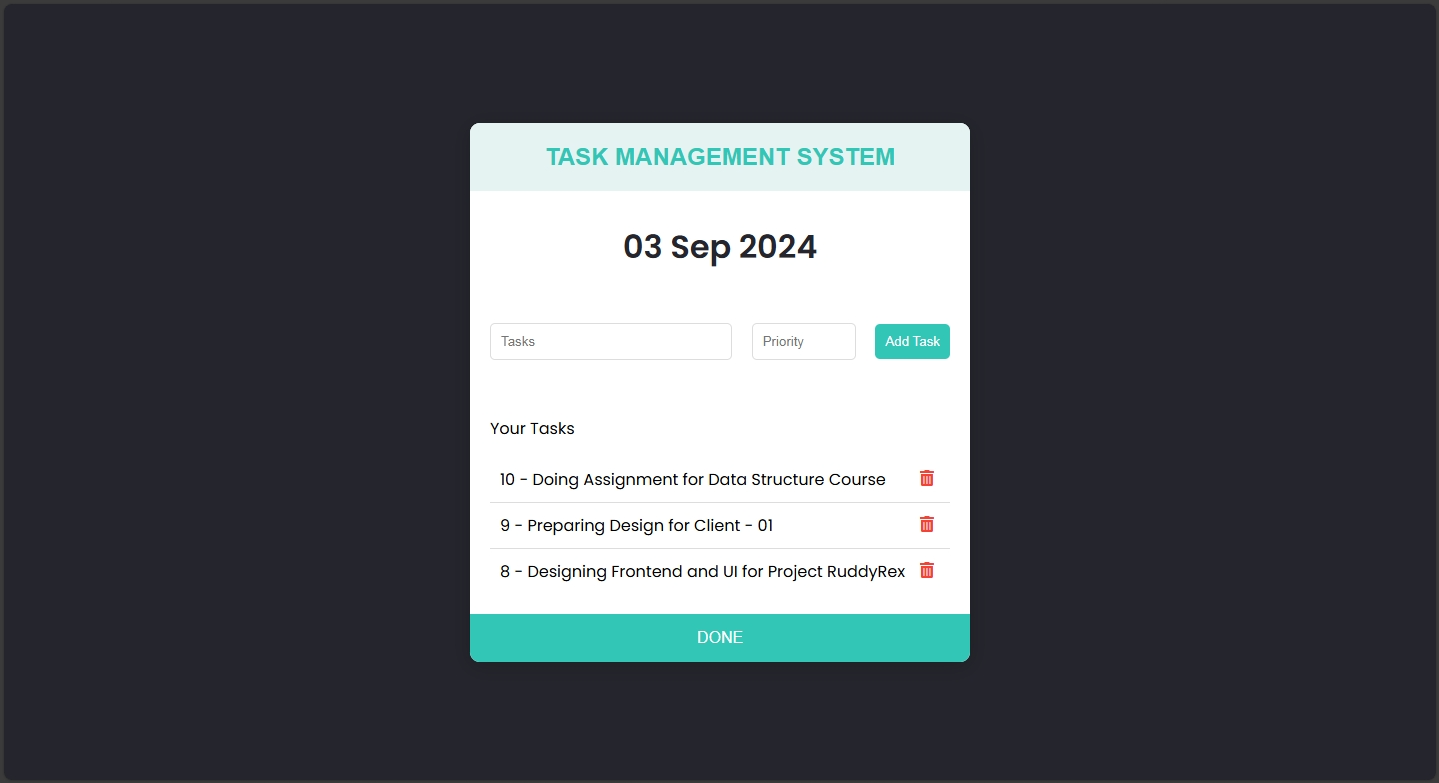 TASK MANAGEMENT SYSTEM
03 Sep 2024
Tasks
Priority
Add Task
Your Tasks
10 - Doing Assignment for Data Structure Course
9 - Preparing Design for Client - 01
8 - Designing Frontend and UI for Project RuddyRex
DONE